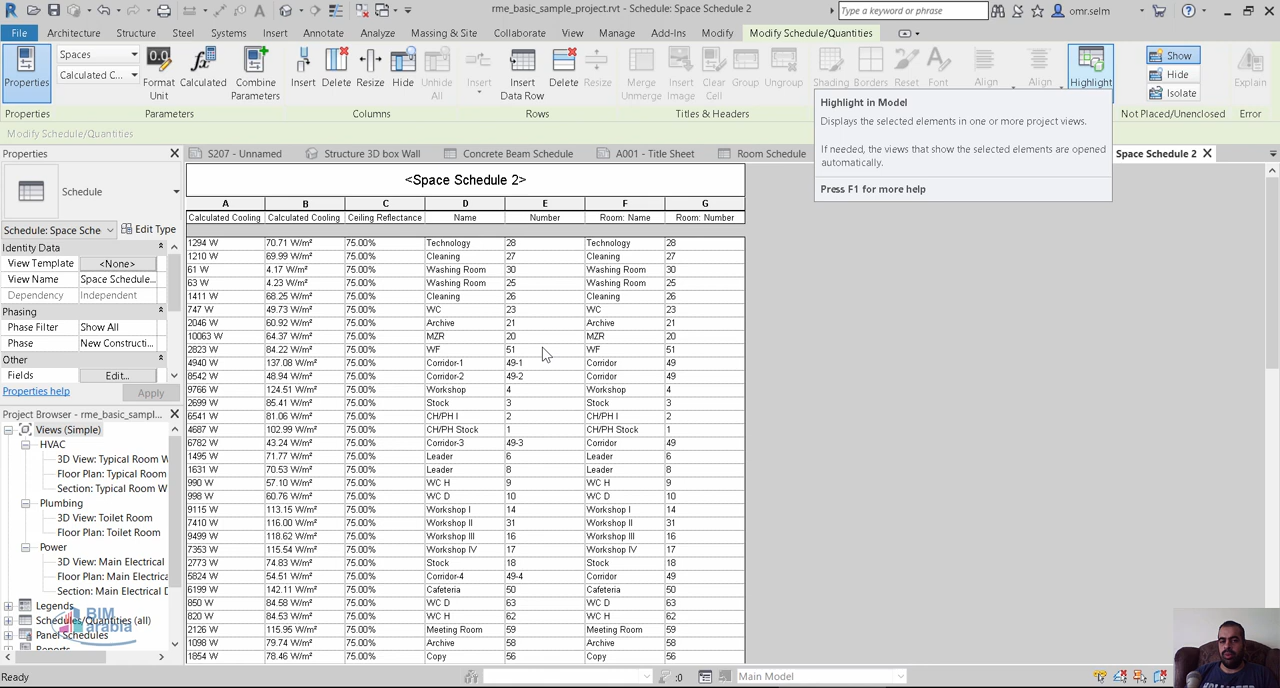 rme_basic_sample_project.rvt - Schedule: Space Schedule 2
Type a keyword or phrase
omr.selm
File Architecture Structure Steel Systems Insert Annotate Analyze Massing & Site Collaborate View Manage Add-Ins Modify Modify Schedule/Quantities
Properties
Spaces
Calculated C...
Format Unit
Calculated
Combine Parameters
Insert
Delete
Resize
Unhide All
Insert
Insert Data Row
Delete
Resize
Merge Unmerge
Insert Image
Clear Cell
Group
Ungroup
Shading
Borders
Reset
Font
Align
Align
Highlight
Show
Hide
Isolate
Explain
Properties Parameters Columns Rows Titles & Headers Not Placed/Unenclosed Error
Modify Schedule/Quantities
Highlight in Model
Displays the selected elements in one or more project views.
If needed, the views that show the selected elements are opened
automatically.
Press F1 for more help
S207 - Unnamed Structure 3D box Wall Concrete Beam Schedule A001 - Title Sheet Room Schedule Space Schedule 2
Properties
Schedule
Schedule: Space Sche Edit Type
Identity Data
View Template <None>
View Name Space Schedule...
Dependency Independent
Phasing
Phase Filter Show All
Phase New Constructi...
Other
Fields Edit...
Properties help Apply
Project Browser - rme_basic_sampl...
Views (Simple)
HVAC
3D View: Typical Room W
Floor Plan: Typical Room
Section: Typical Room W
Plumbing
3D View: Toilet Room
Floor Plan: Toilet Room
Power
3D View: Main Electrical
Floor Plan: Main Electrica
Section: Main Electrical D
Legends
Schedules/Quantities (all)
Panel Schedules
BIM
arabia
<Space Schedule 2>
A B C D E F G
Calculated Cooling Calculated Cooling Ceiling Reflectance Name Number Room: Name Room: Number
1294 W 70.71 W/m² 75.00% Technology 28 Technology 28
1210 W 69.99 W/m² 75.00% Cleaning 27 Cleaning 27
61 W 4.17 W/m² 75.00% Washing Room 30 Washing Room 30
63 W 4.23 W/m² 75.00% Washing Room 25 Washing Room 25
1411 W 68.25 W/m² 75.00% Cleaning 26 Cleaning 26
747 W 49.73 W/m² 75.00% WC 23 WC 23
2046 W 60.92 W/m² 75.00% Archive 21 Archive 21
10063 W 64.37 W/m² 75.00% MZR 20 MZR 20
2823 W 84.22 W/m² 75.00% WF 51 WF 51
4940 W 137.08 W/m² 75.00% Corridor-1 49-1 Corridor 49
8542 W 48.94 W/m² 75.00% Corridor-2 49-2 Corridor 49
9766 W 124.51 W/m² 75.00% Workshop 4 Workshop 4
2699 W 85.41 W/m² 75.00% Stock 3 Stock 3
6541 W 81.06 W/m² 75.00% CH/PH I 2 CH/PH I 2
4687 W 102.99 W/m² 75.00% CH/PH Stock 1 CH/PH Stock 1
6782 W 43.24 W/m² 75.00% Corridor-3 49-3 Corridor 49
1495 W 71.77 W/m² 75.00% Leader 6 Leader 6
1631 W 70.53 W/m² 75.00% Leader 8 Leader 8
990 W 57.10 W/m² 75.00% WC H 9 WC H 9
998 W 60.76 W/m² 75.00% WC D 10 WC D 10
9115 W 113.15 W/m² 75.00% Workshop I 14 Workshop I 14
7410 W 116.00 W/m² 75.00% Workshop II 31 Workshop II 31
9499 W 118.62 W/m² 75.00% Workshop III 16 Workshop III 16
7353 W 115.54 W/m² 75.00% Workshop IV 17 Workshop IV 17
2773 W 74.83 W/m² 75.00% Stock 18 Stock 18
5824 W 54.51 W/m² 75.00% Corridor-4 49-4 Corridor 49
6199 W 142.11 W/m² 75.00% Cafeteria 50 Cafeteria 50
850 W 84.58 W/m² 75.00% WC D 63 WC D 63
820 W 84.53 W/m² 75.00% WC H 62 WC H 62
2126 W 115.95 W/m² 75.00% Meeting Room 59 Meeting Room 59
1098 W 79.74 W/m² 75.00% Archive 58 Archive 58
1854 W 78.46 W/m² 75.00% Copy 56 Copy 56
Ready :0 Main Model